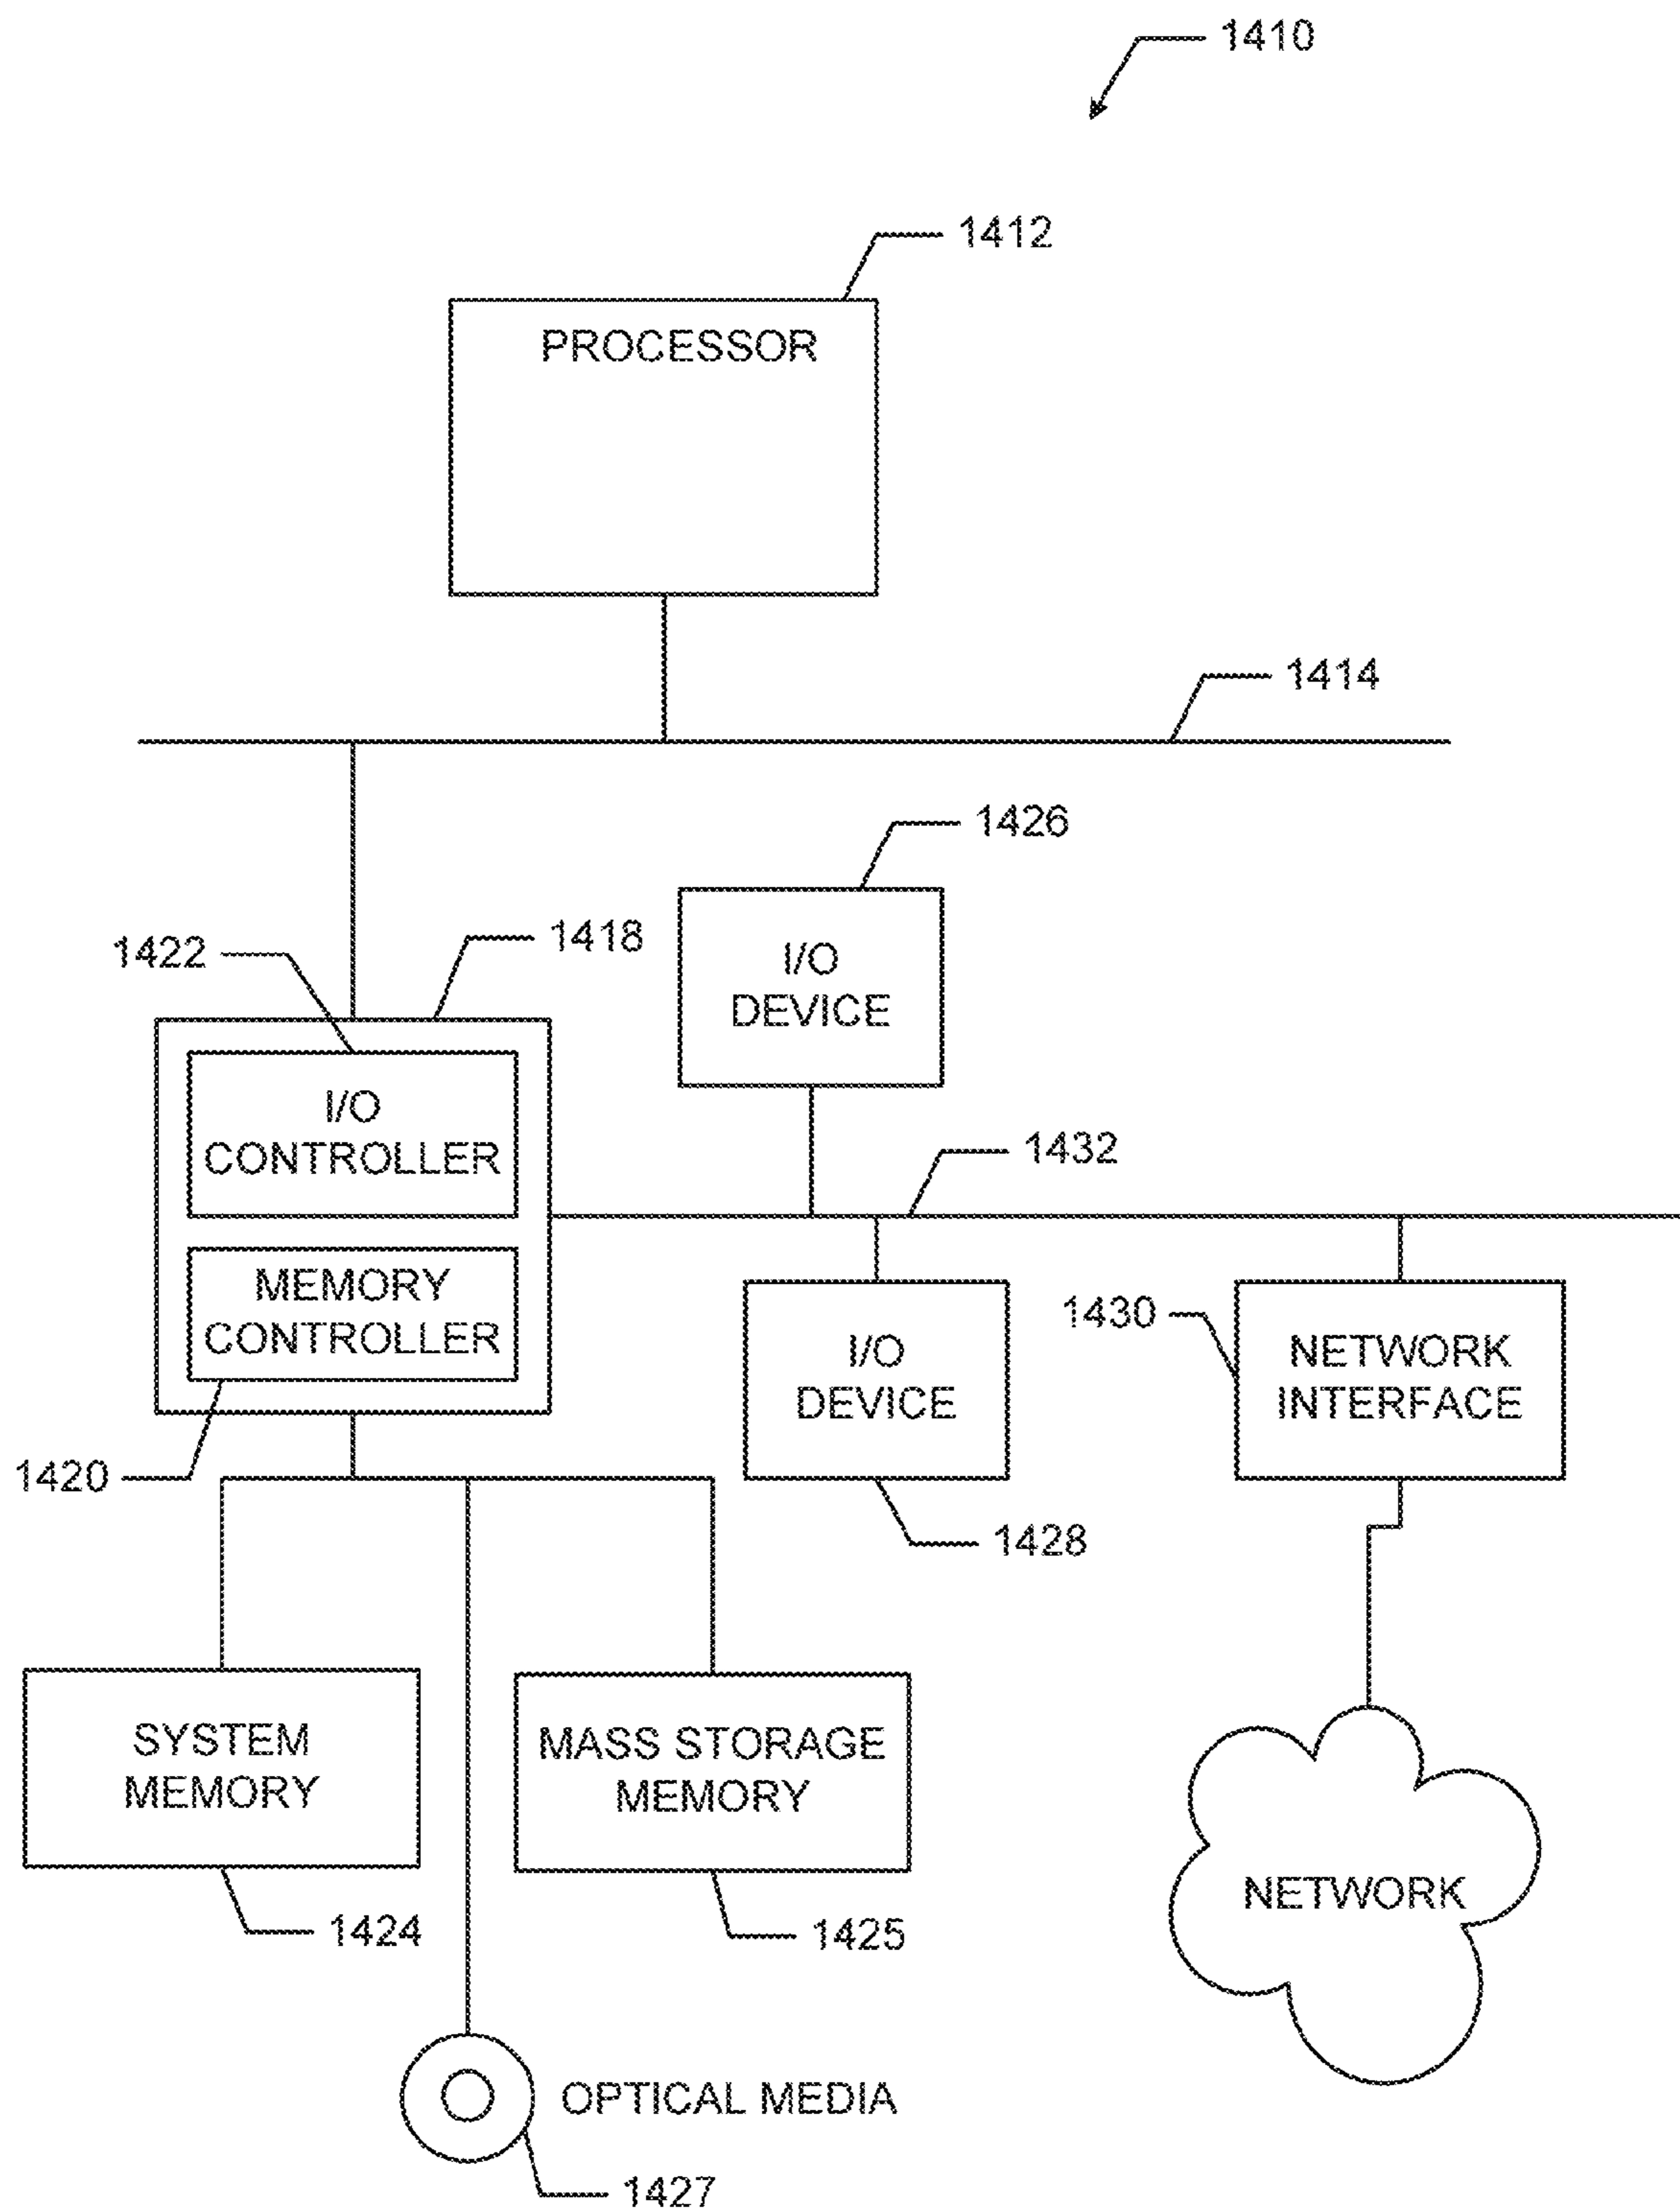 1410
1412
PROCESSOR
1414
1426
1422
1418
I/O
DEVICE
I/O
CONTROLLER
1432
MEMORY
CONTROLLER
1430
I/O
DEVICE
NETWORK
INTERFACE
1420
1428
SYSTEM
MEMORY
MASS STORAGE
MEMORY
NETWORK
1424
1425
OPTICAL MEDIA
1427